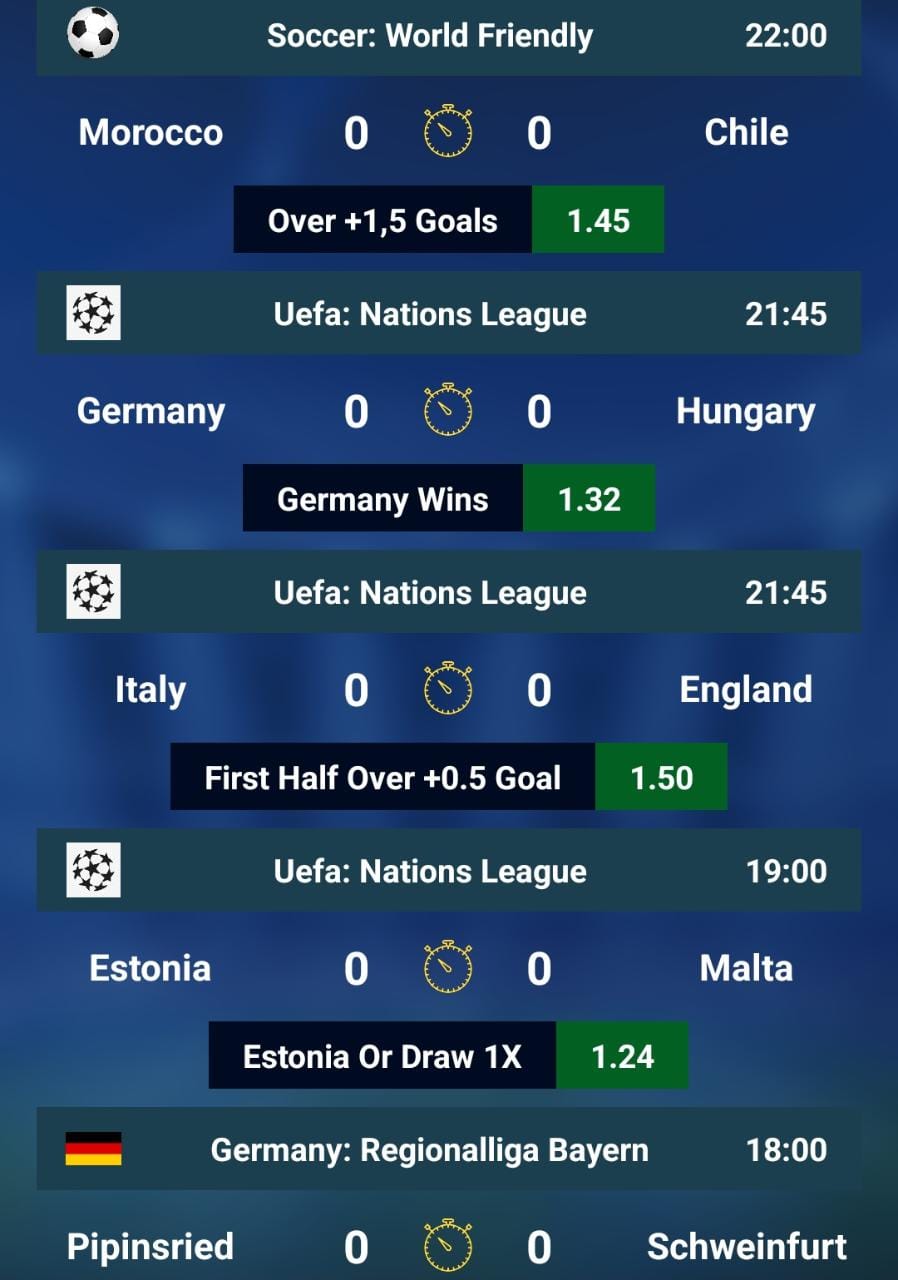 Soccer: World Friendly 22:00
Morocco 0 0 Chile
Over +1,5 Goals 1.45
Uefa: Nations League 21:45
Germany 0 0 Hungary
Germany Wins 1.32
Uefa: Nations League 21:45
Italy 0 0 England
First Half Over +0.5 Goal 1.50
Uefa: Nations League 19:00
Estonia 0 0 Malta
Estonia Or Draw 1X 1.24
Germany: Regionalliga Bayern 18:00
Pipinsried 0 0 Schweinfurt